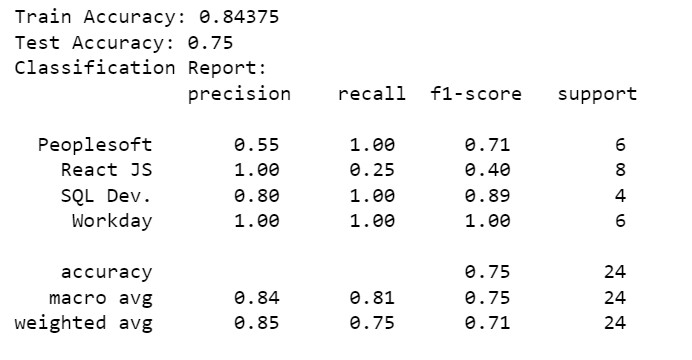 Train Accuracy: 0.84375
Test Accuracy: 0.75
Classification Report:
precision recall f1-score support
Peoplesoft 0.55 1.00 0.71 6
React JS 1.00 0.25 0.40 8
SQL Dev. 0.80 1.00 0.89 4
Workday 1.00 1.00 1.00 6
accuracy 0.75 24
macro avg 0.84 0.81 0.75 24
weighted avg 0.85 0.75 0.71 24